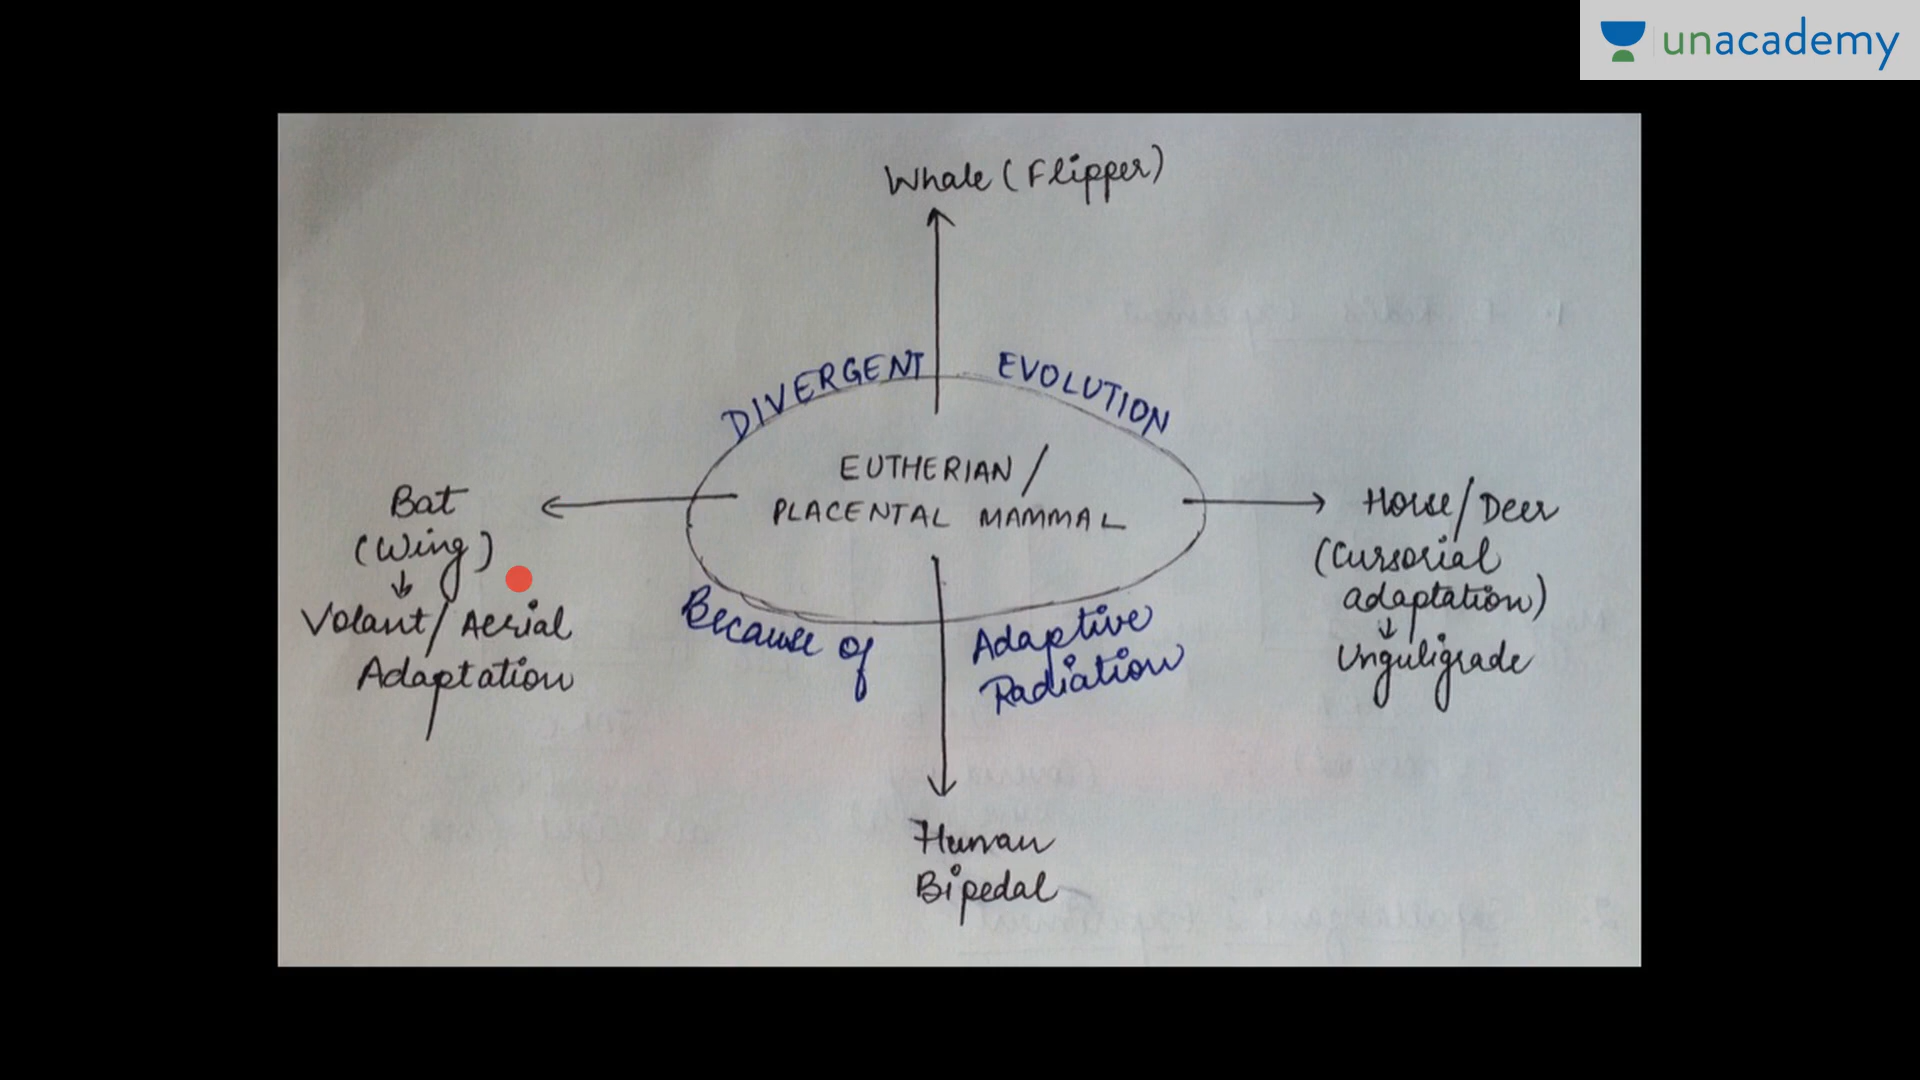 unacademy
Whale (Flipper)
DIVERGENT EVOLUTION
EUTHERIAN /
PLACENTAL MAMMAL
Bat
(Wing)
↓
Volant / Aerial
Adaptation
Horse / Deer
(Cursorial
adaptation)
↓
Unguligrade
Because of Adaptive
Radiation
Human
Bipedal